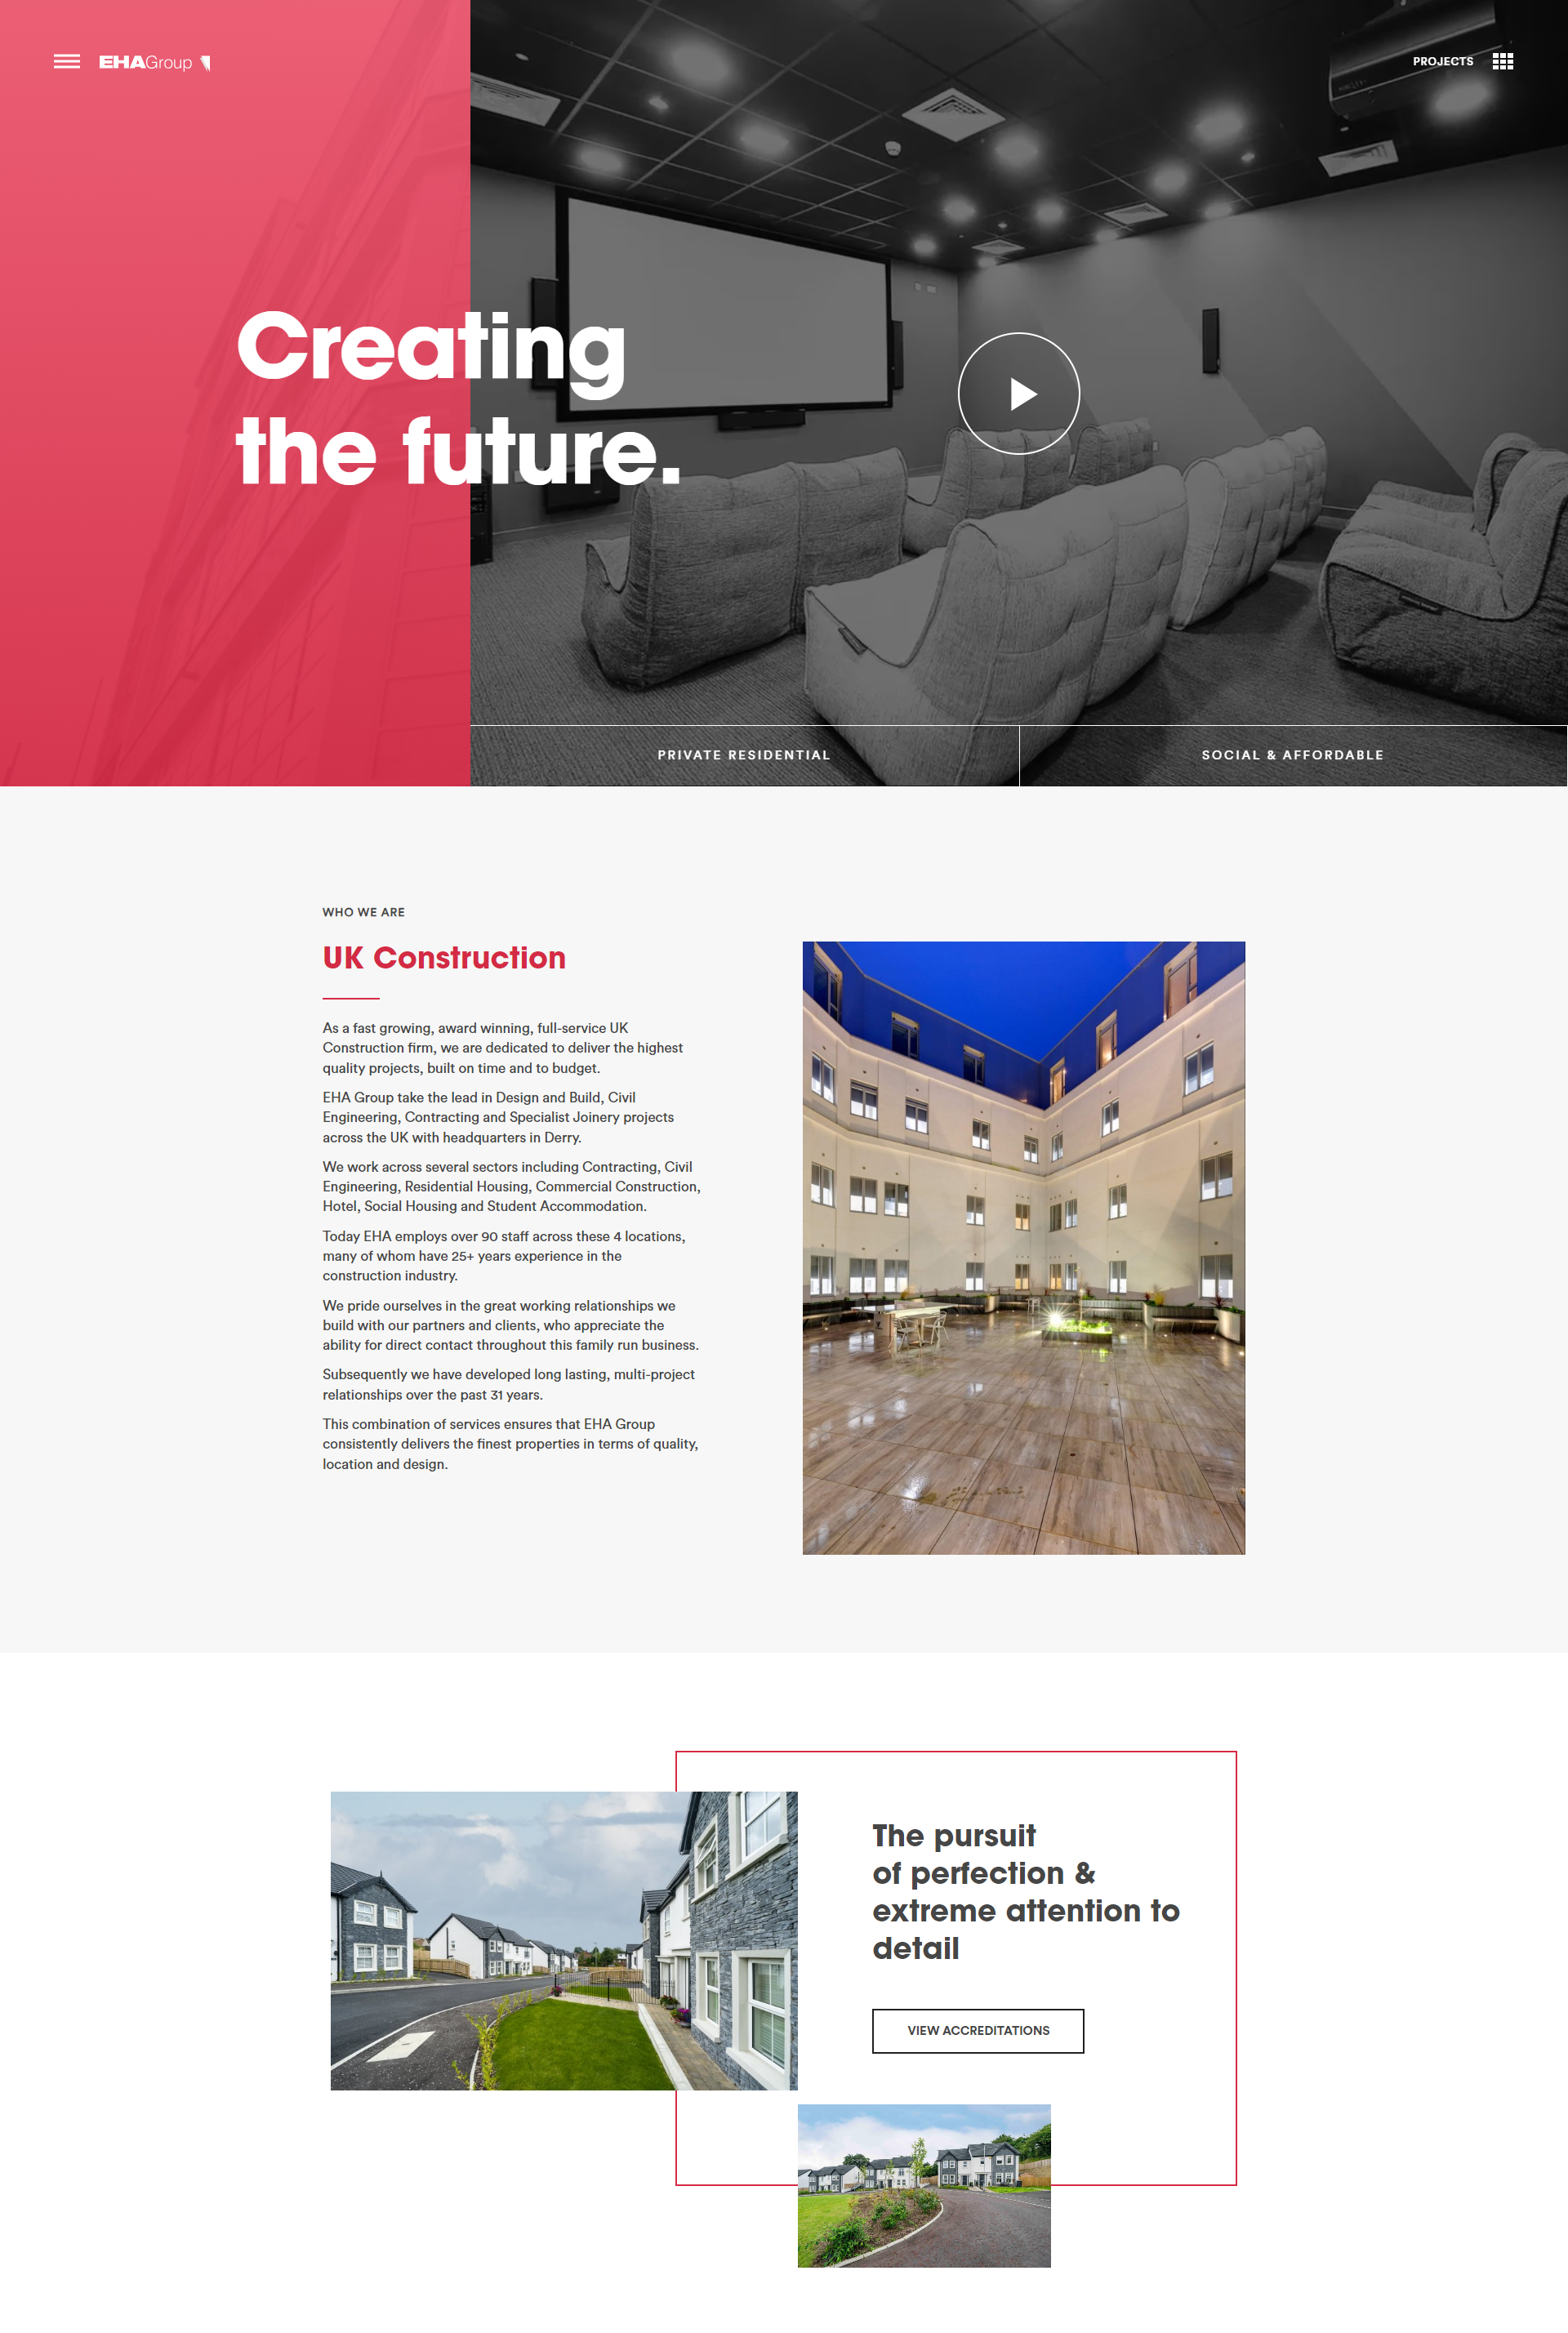 EHAGroup
PROJECTS
Creating
the future.
PRIVATE RESIDENTIAL
SOCIAL & AFFORDABLE
WHO WE ARE
UK Construction
As a fast growing, award winning, full-service UK
Construction firm, we are dedicated to deliver the highest
quality projects, built on time and to budget.
EHA Group take the lead in Design and Build, Civil
Engineering, Contracting and Specialist Joinery projects
across the UK with headquarters in Derry.
We work across several sectors including Contracting, Civil
Engineering, Residential Housing, Commercial Construction,
Hotel, Social Housing and Student Accommodation.
Today EHA employs over 90 staff across these 4 locations,
many of whom have 25+ years experience in the
construction industry.
We pride ourselves in the great working relationships we
build with our partners and clients, who appreciate the
ability for direct contact throughout this family run business.
Subsequently we have developed long lasting, multi-project
relationships over the past 31 years.
This combination of services ensures that EHA Group
consistently delivers the finest properties in terms of quality,
location and design.
The pursuit
of perfection &
extreme attention to
detail
VIEW ACCREDITATIONS